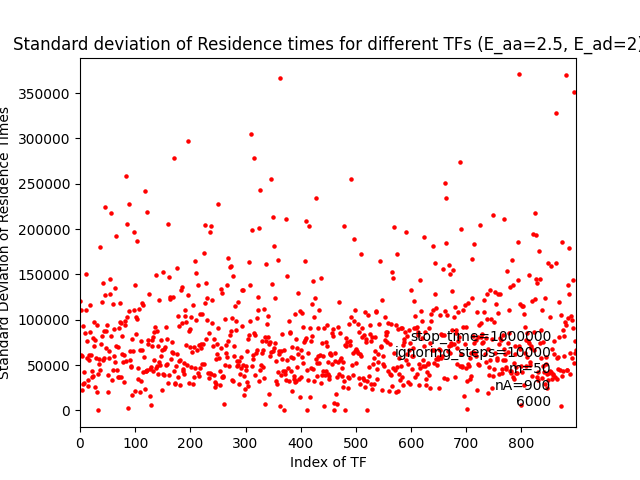 Standard deviation of Residence times for different TFs (E_aa=2.5, E_ad=2)
Standard Deviation of Residence Times
350000
300000
250000
200000
150000
100000
50000
0
stop_time=1000000
ignoring_steps=10000
m=50
nA=900
6000
0 100 200 300 400 500 600 700 800
Index of TF